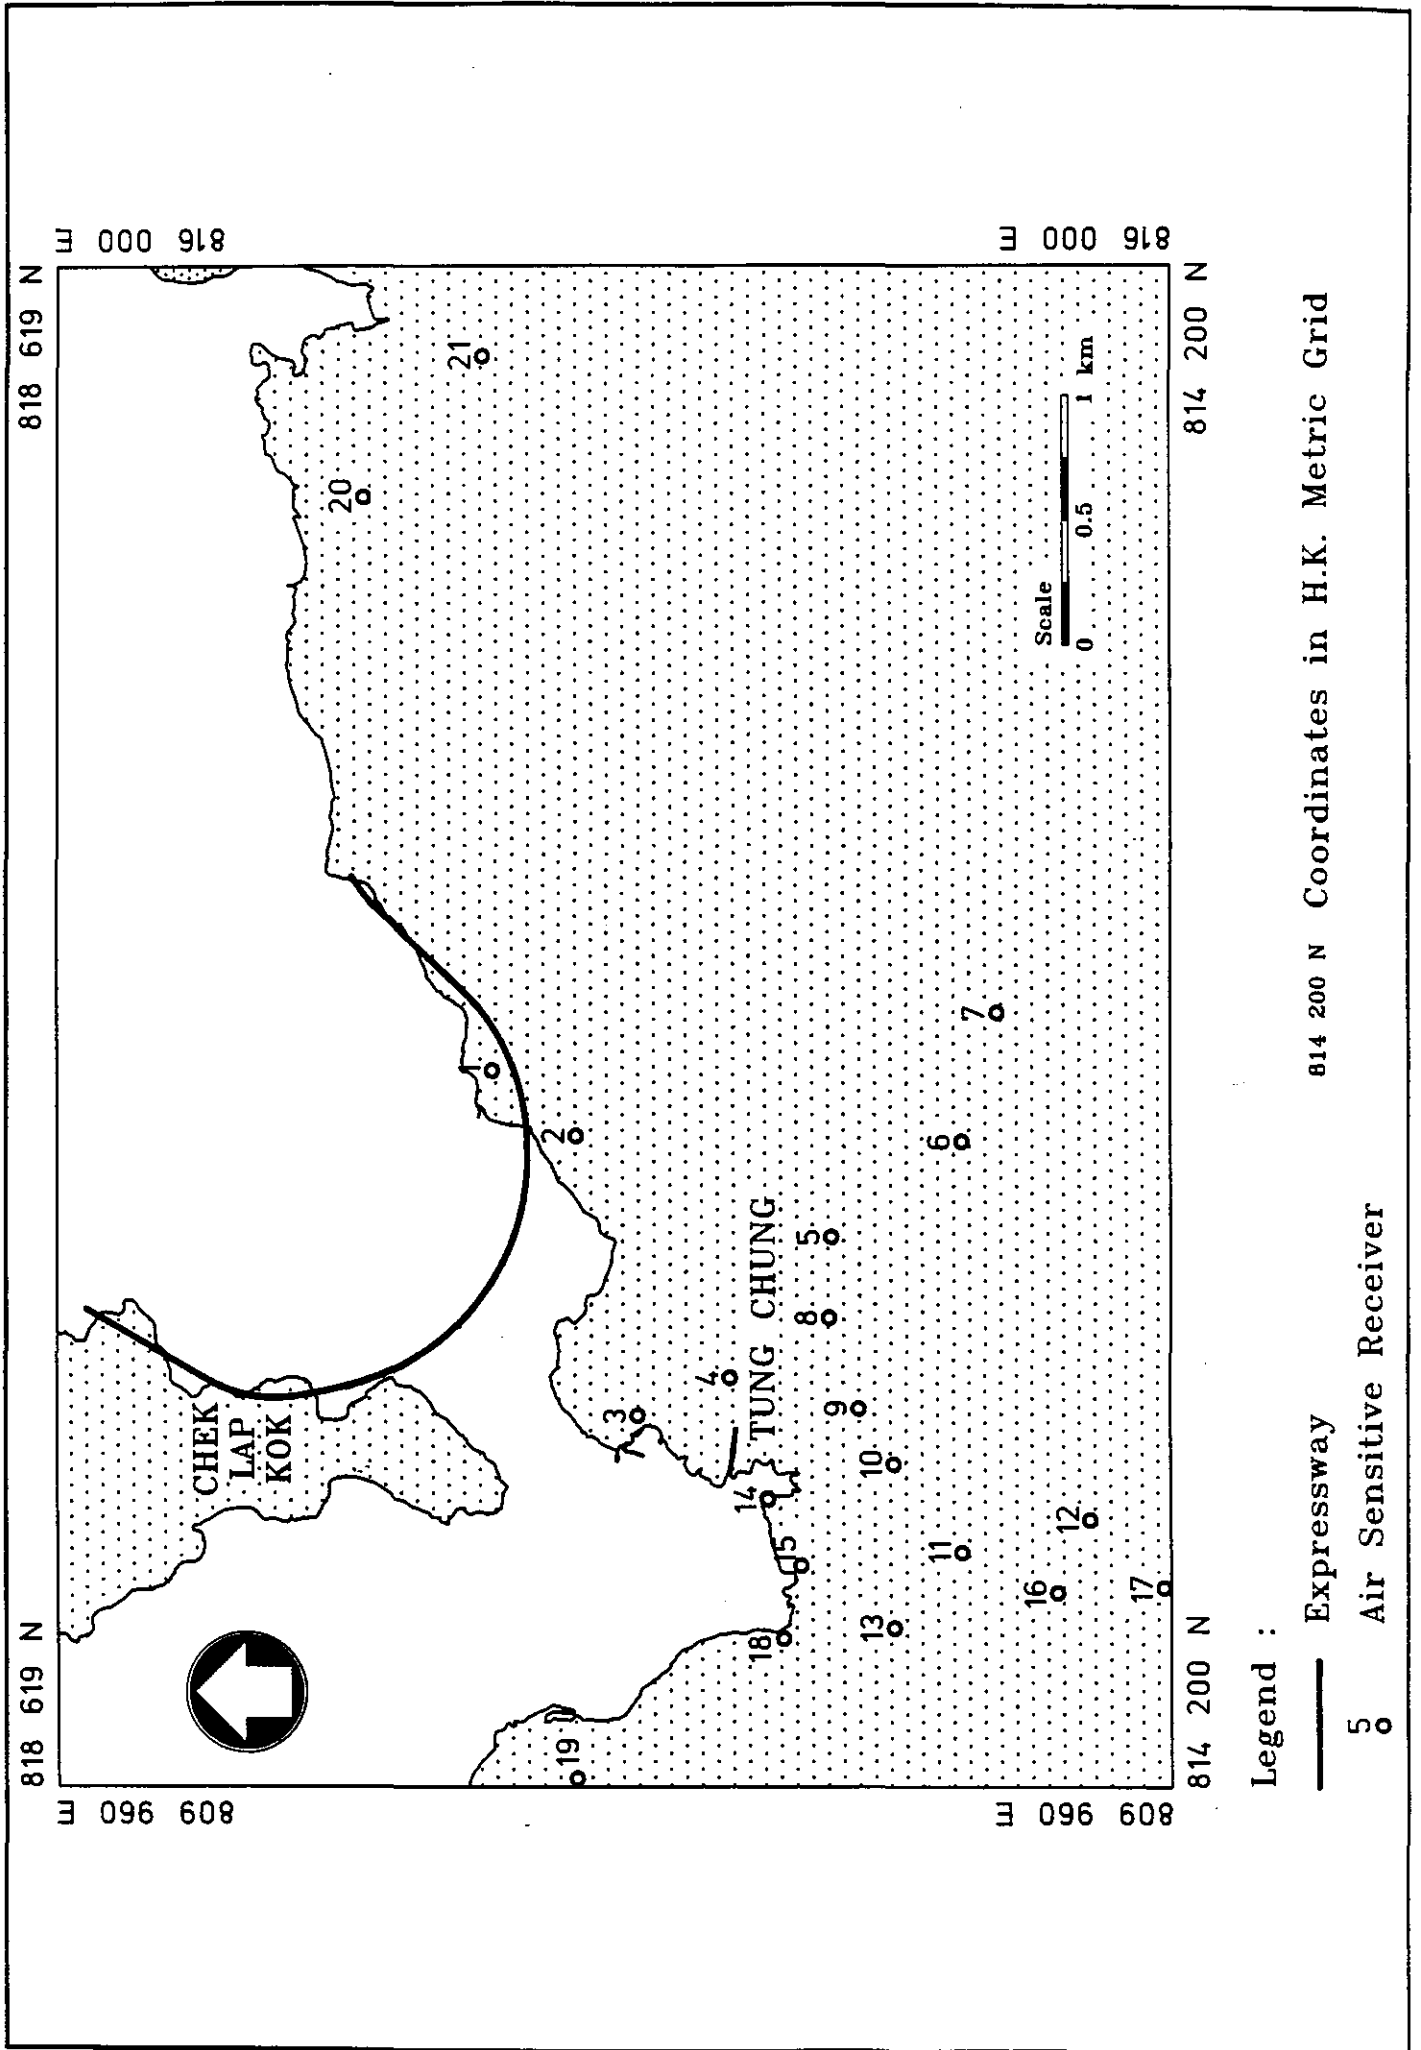 818 619 N
818 619 N
809 960 E
816 000 E
CHEK
LAP
KOK
20
21
1
2
19
3
4
TUNG CHUNG
14
15
18
5
8
9
10
13
6
7
11
12
16
17
Scale
0
0.5
1 km
809 960 E
816 000 E
814 200 N
814 200 N
Legend :
814 200 N Coordinates in H.K. Metric Grid
Expressway
5
Air Sensitive Receiver